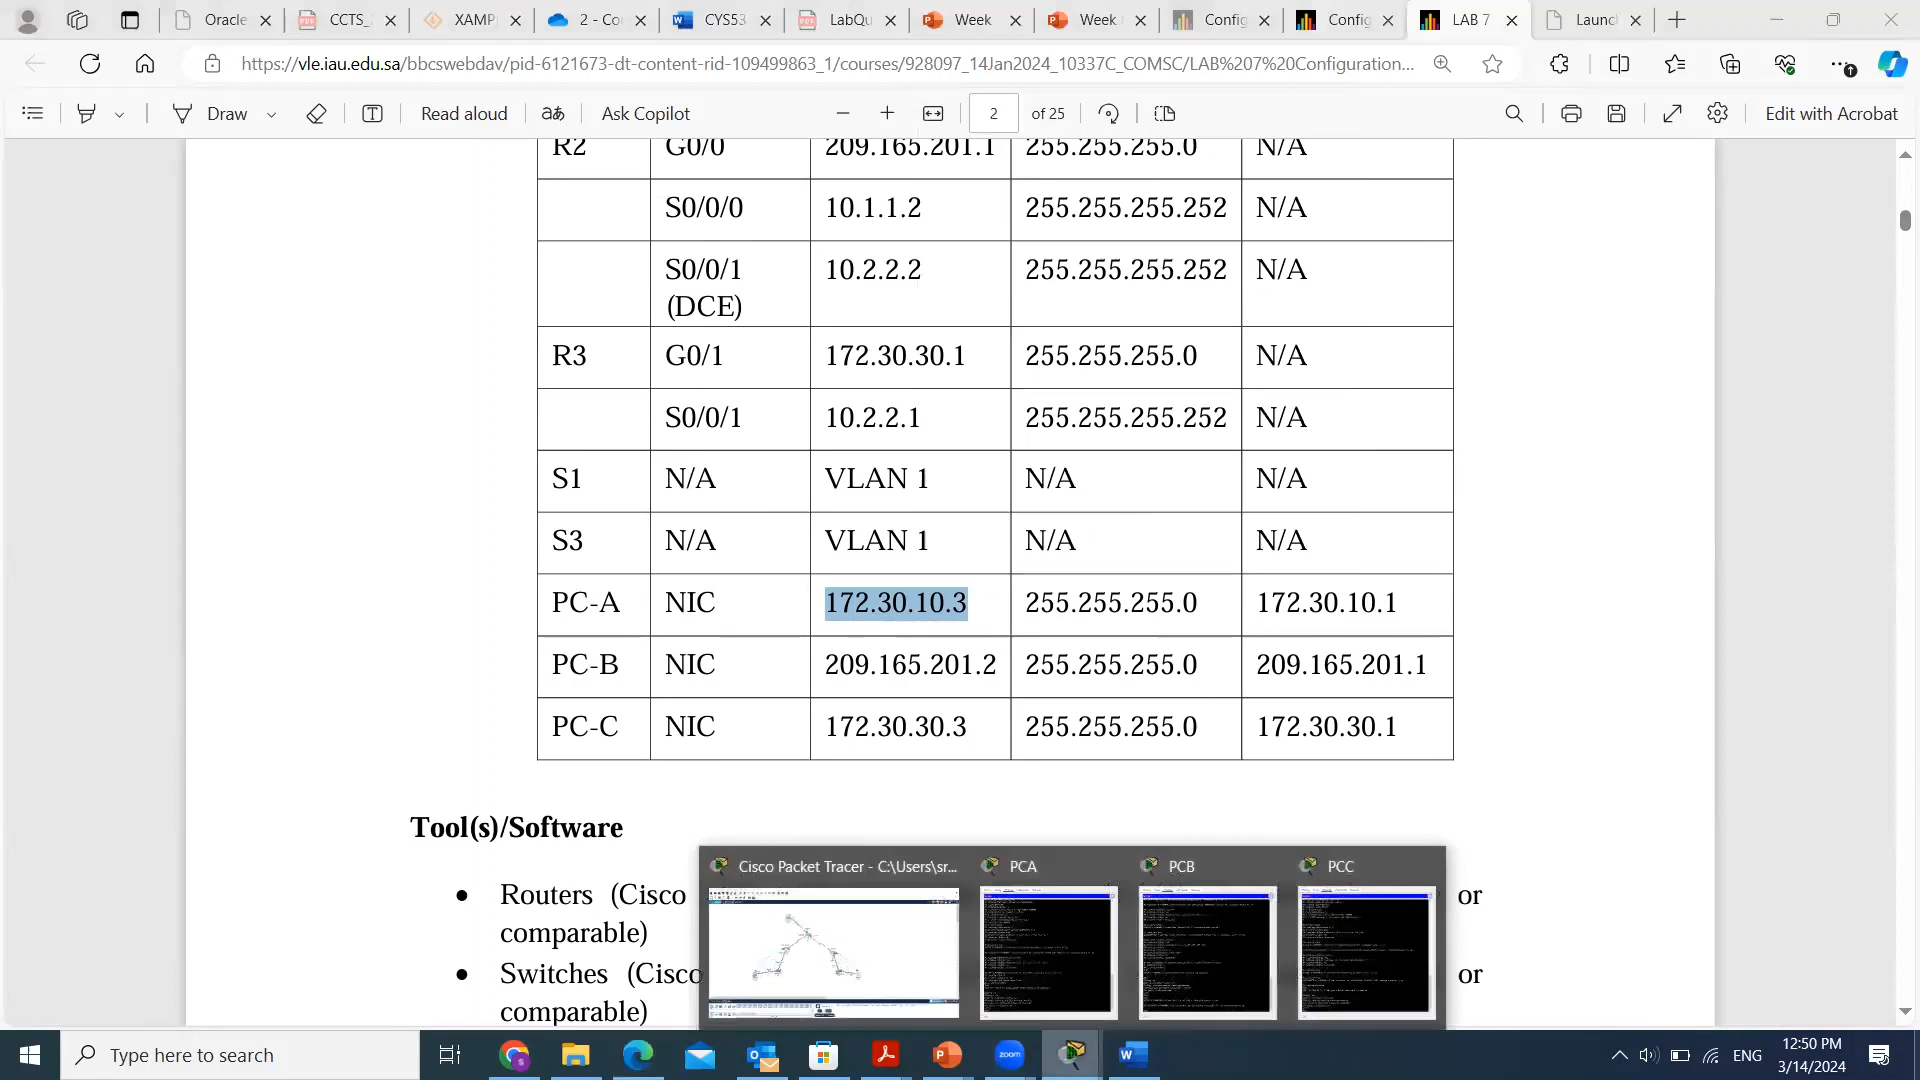 Oracle
CCTS_
XAMP
2 - Co
CYS53
LabQu
Week
Week
Config
Config
LAB 7
Launc
https://vle.iau.edu.sa/bbcswebdav/pid-6121673-dt-content-rid-109499863_1/courses/928097_14Jan2024_10337C_COMSC/LAB%207%20Configuration...
Draw
Read aloud
aあ
Ask Copilot
2
of 25
Edit with Acrobat
R2 G0/0 209.165.201.1 255.255.255.0 N/A
S0/0/0 10.1.1.2 255.255.255.252 N/A
S0/0/1 10.2.2.2 255.255.255.252 N/A
(DCE)
R3 G0/1 172.30.30.1 255.255.255.0 N/A
S0/0/1 10.2.2.1 255.255.255.252 N/A
S1 N/A VLAN 1 N/A N/A
S3 N/A VLAN 1 N/A N/A
PC-A NIC 172.30.10.3 255.255.255.0 172.30.10.1
PC-B NIC 209.165.201.2 255.255.255.0 209.165.201.1
PC-C NIC 172.30.30.3 255.255.255.0 172.30.30.1
Tool(s)/Software
• Routers (Cisco or
comparable)
• Switches (Cisco or
comparable)
Cisco Packet Tracer - C:\Users\sr...
PCA
PCB
PCC
Type here to search
zoom
ENG
12:50 PM
3/14/2024